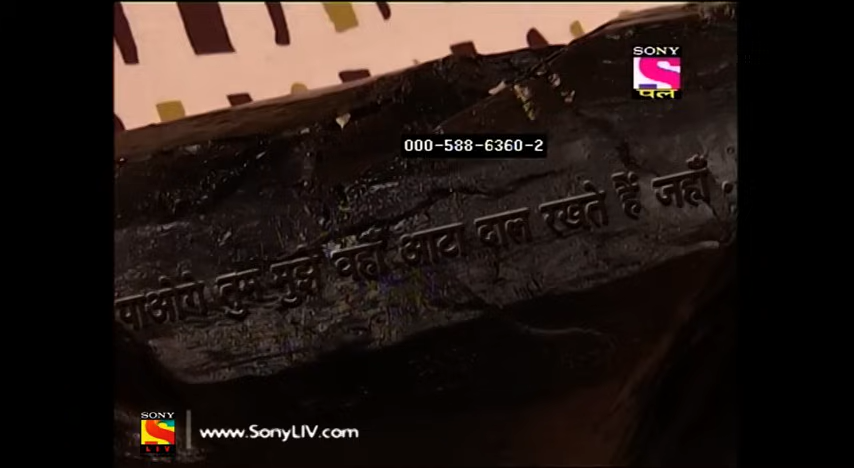 SONY
पल
000-588-6360-2
पाओगे तुम मुझे वहाँ आटा दाल रखते हैं जहाँ
SONY
LIV
www.SonyLIV.com